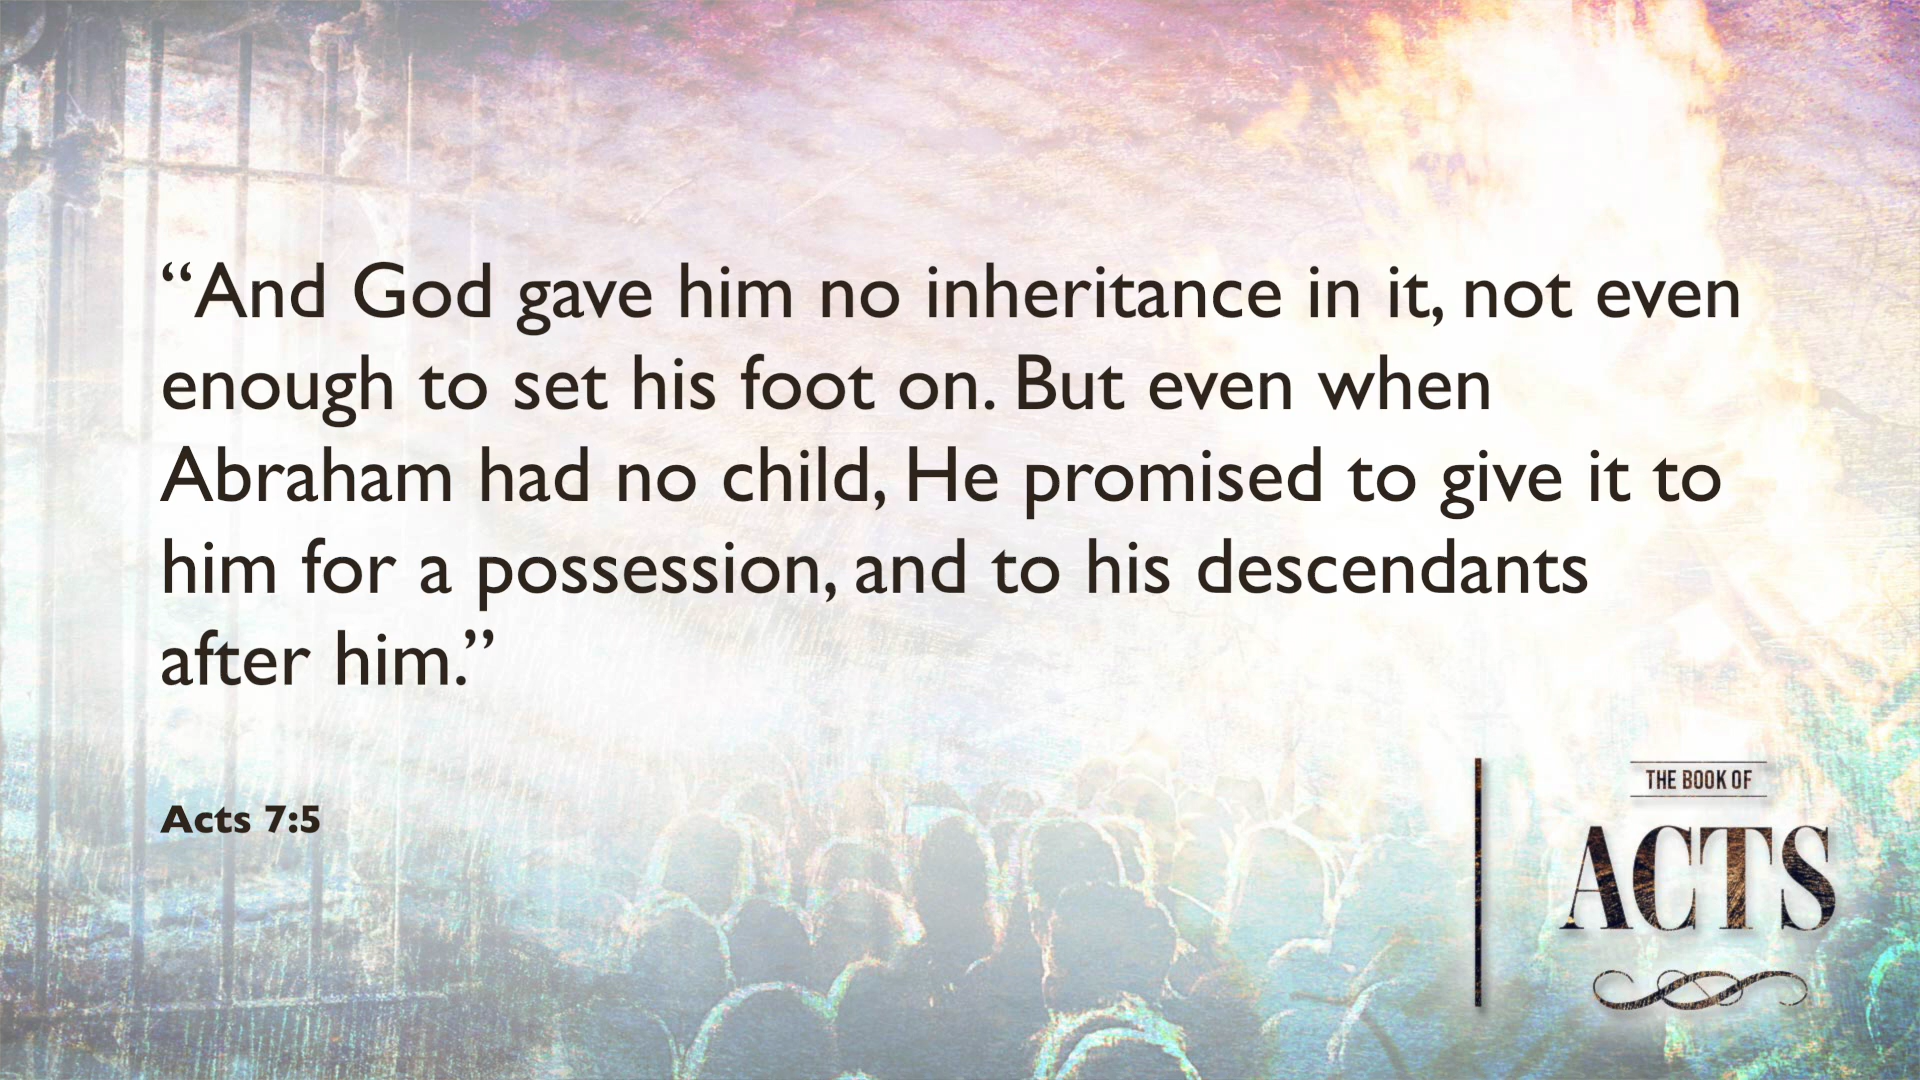 “And God gave him no inheritance in it, not even
enough to set his foot on. But even when
Abraham had no child, He promised to give it to
him for a possession, and to his descendants
after him.”
Acts 7:5
THE BOOK OF
ACTS